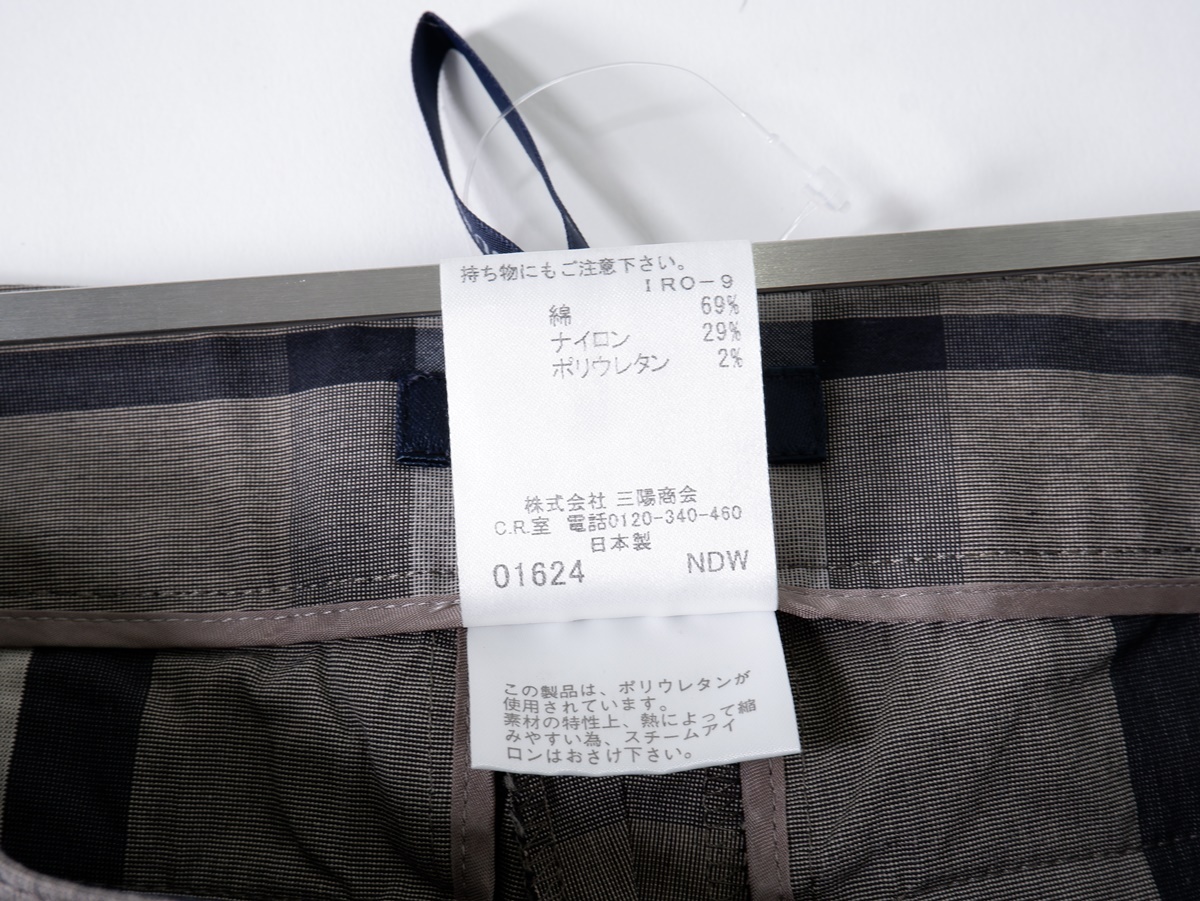 持ち物にもご注意下さい。
IRO-9
綿 69%
ナイロン 29%
ポリウレタン 2%
株式会社 三陽商会
C.R.室 電話0120-340-460
日本製
01624 NDW
この製品は、ポリウレタンが
使用されています。
素材の特性上、熱によって縮
みやすい為、スチームアイ
ロンはおさけ下さい。